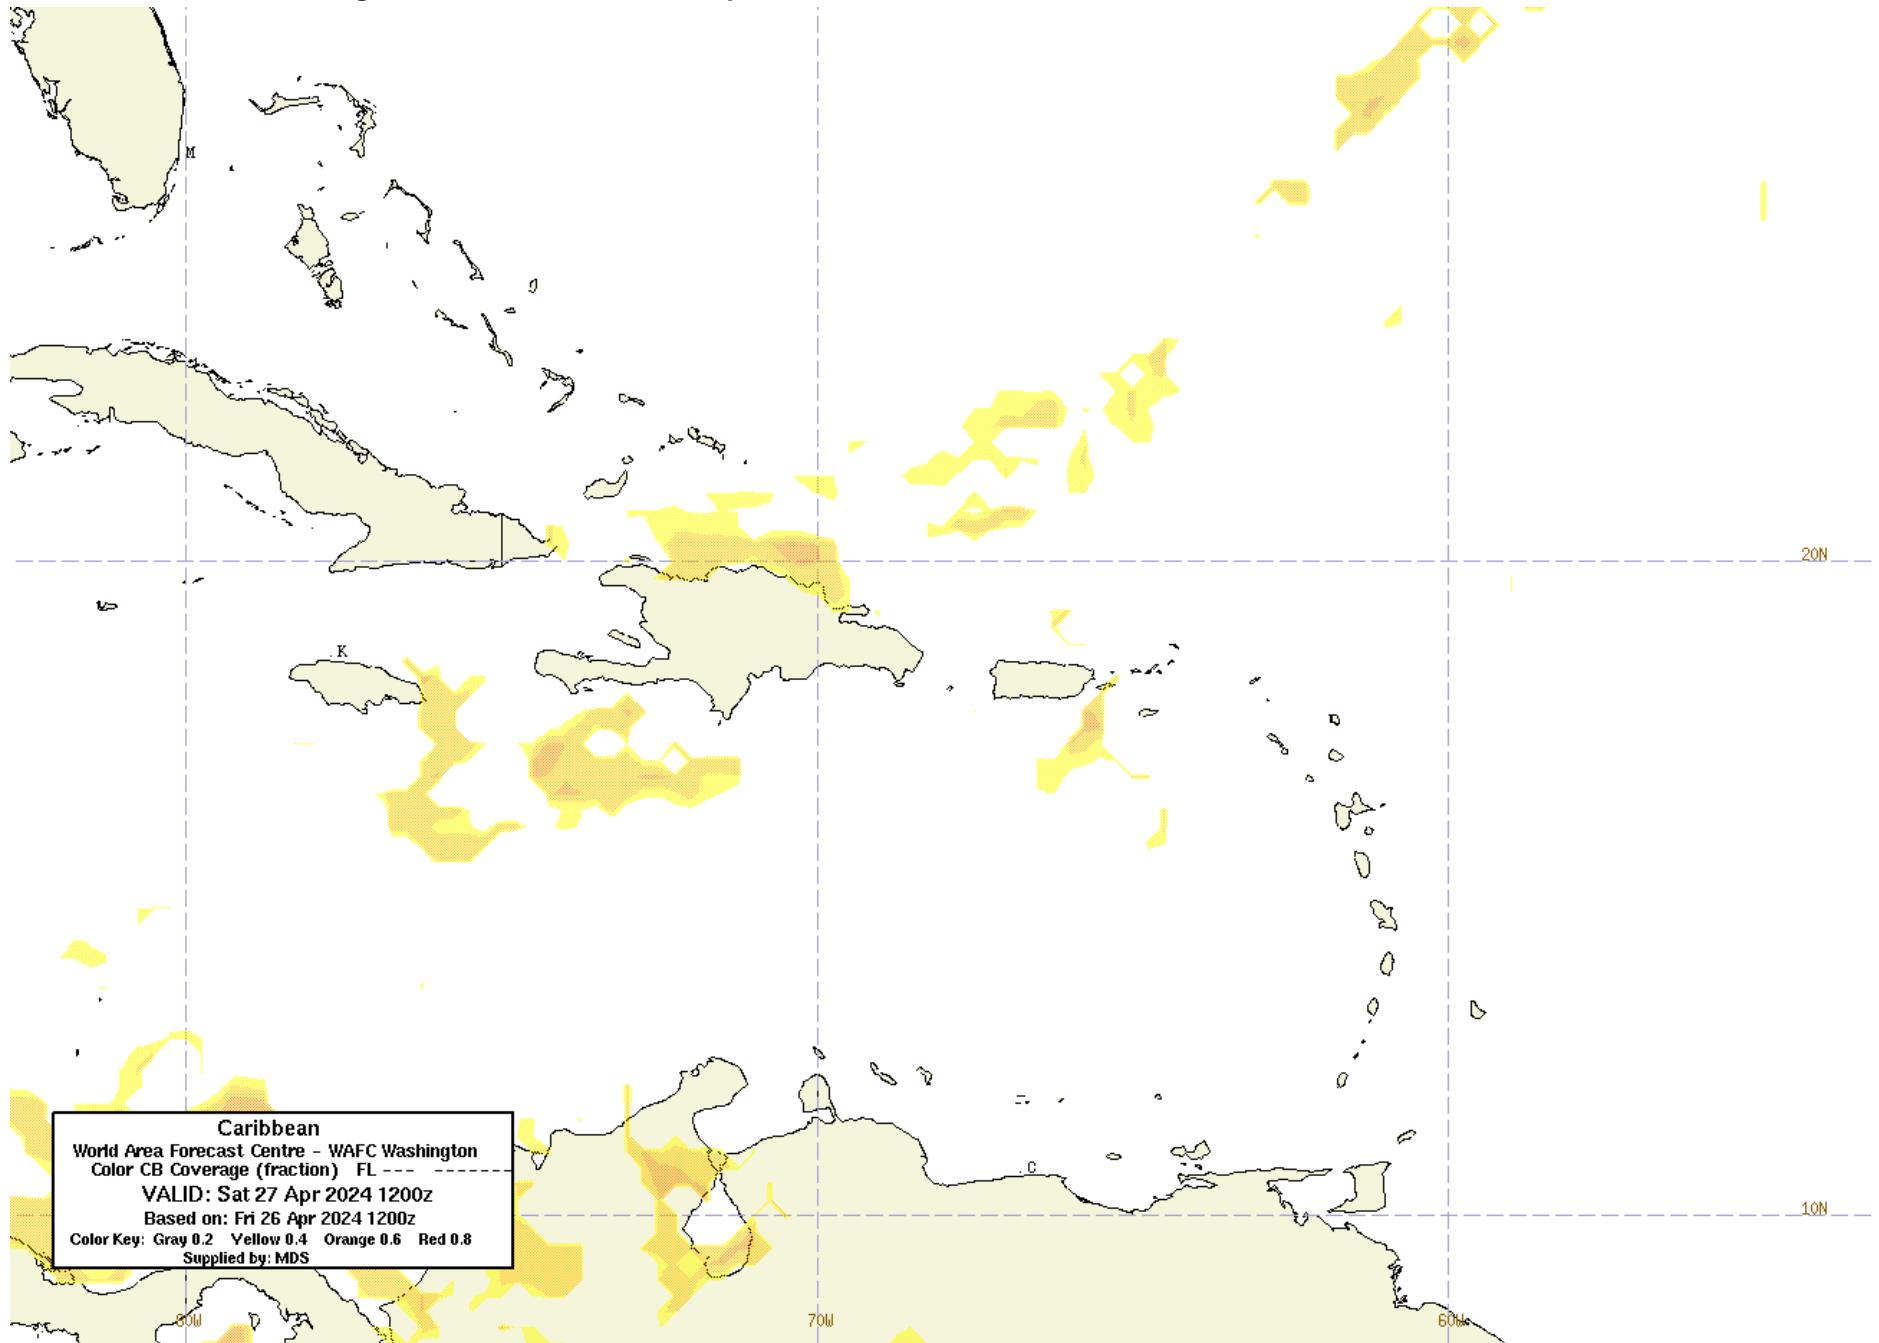 M
20N
K
C
Caribbean
World Area Forecast Centre - WAFC Washington
Color CB Coverage (fraction) FL --- ----------
VALID: Sat 27 Apr 2024 1200z
Based on: Fri 26 Apr 2024 1200z
Color Key: Gray 0.2 Yellow 0.4 Orange 0.6 Red 0.8
Supplied by: MDS
10N
80W
70W
60W